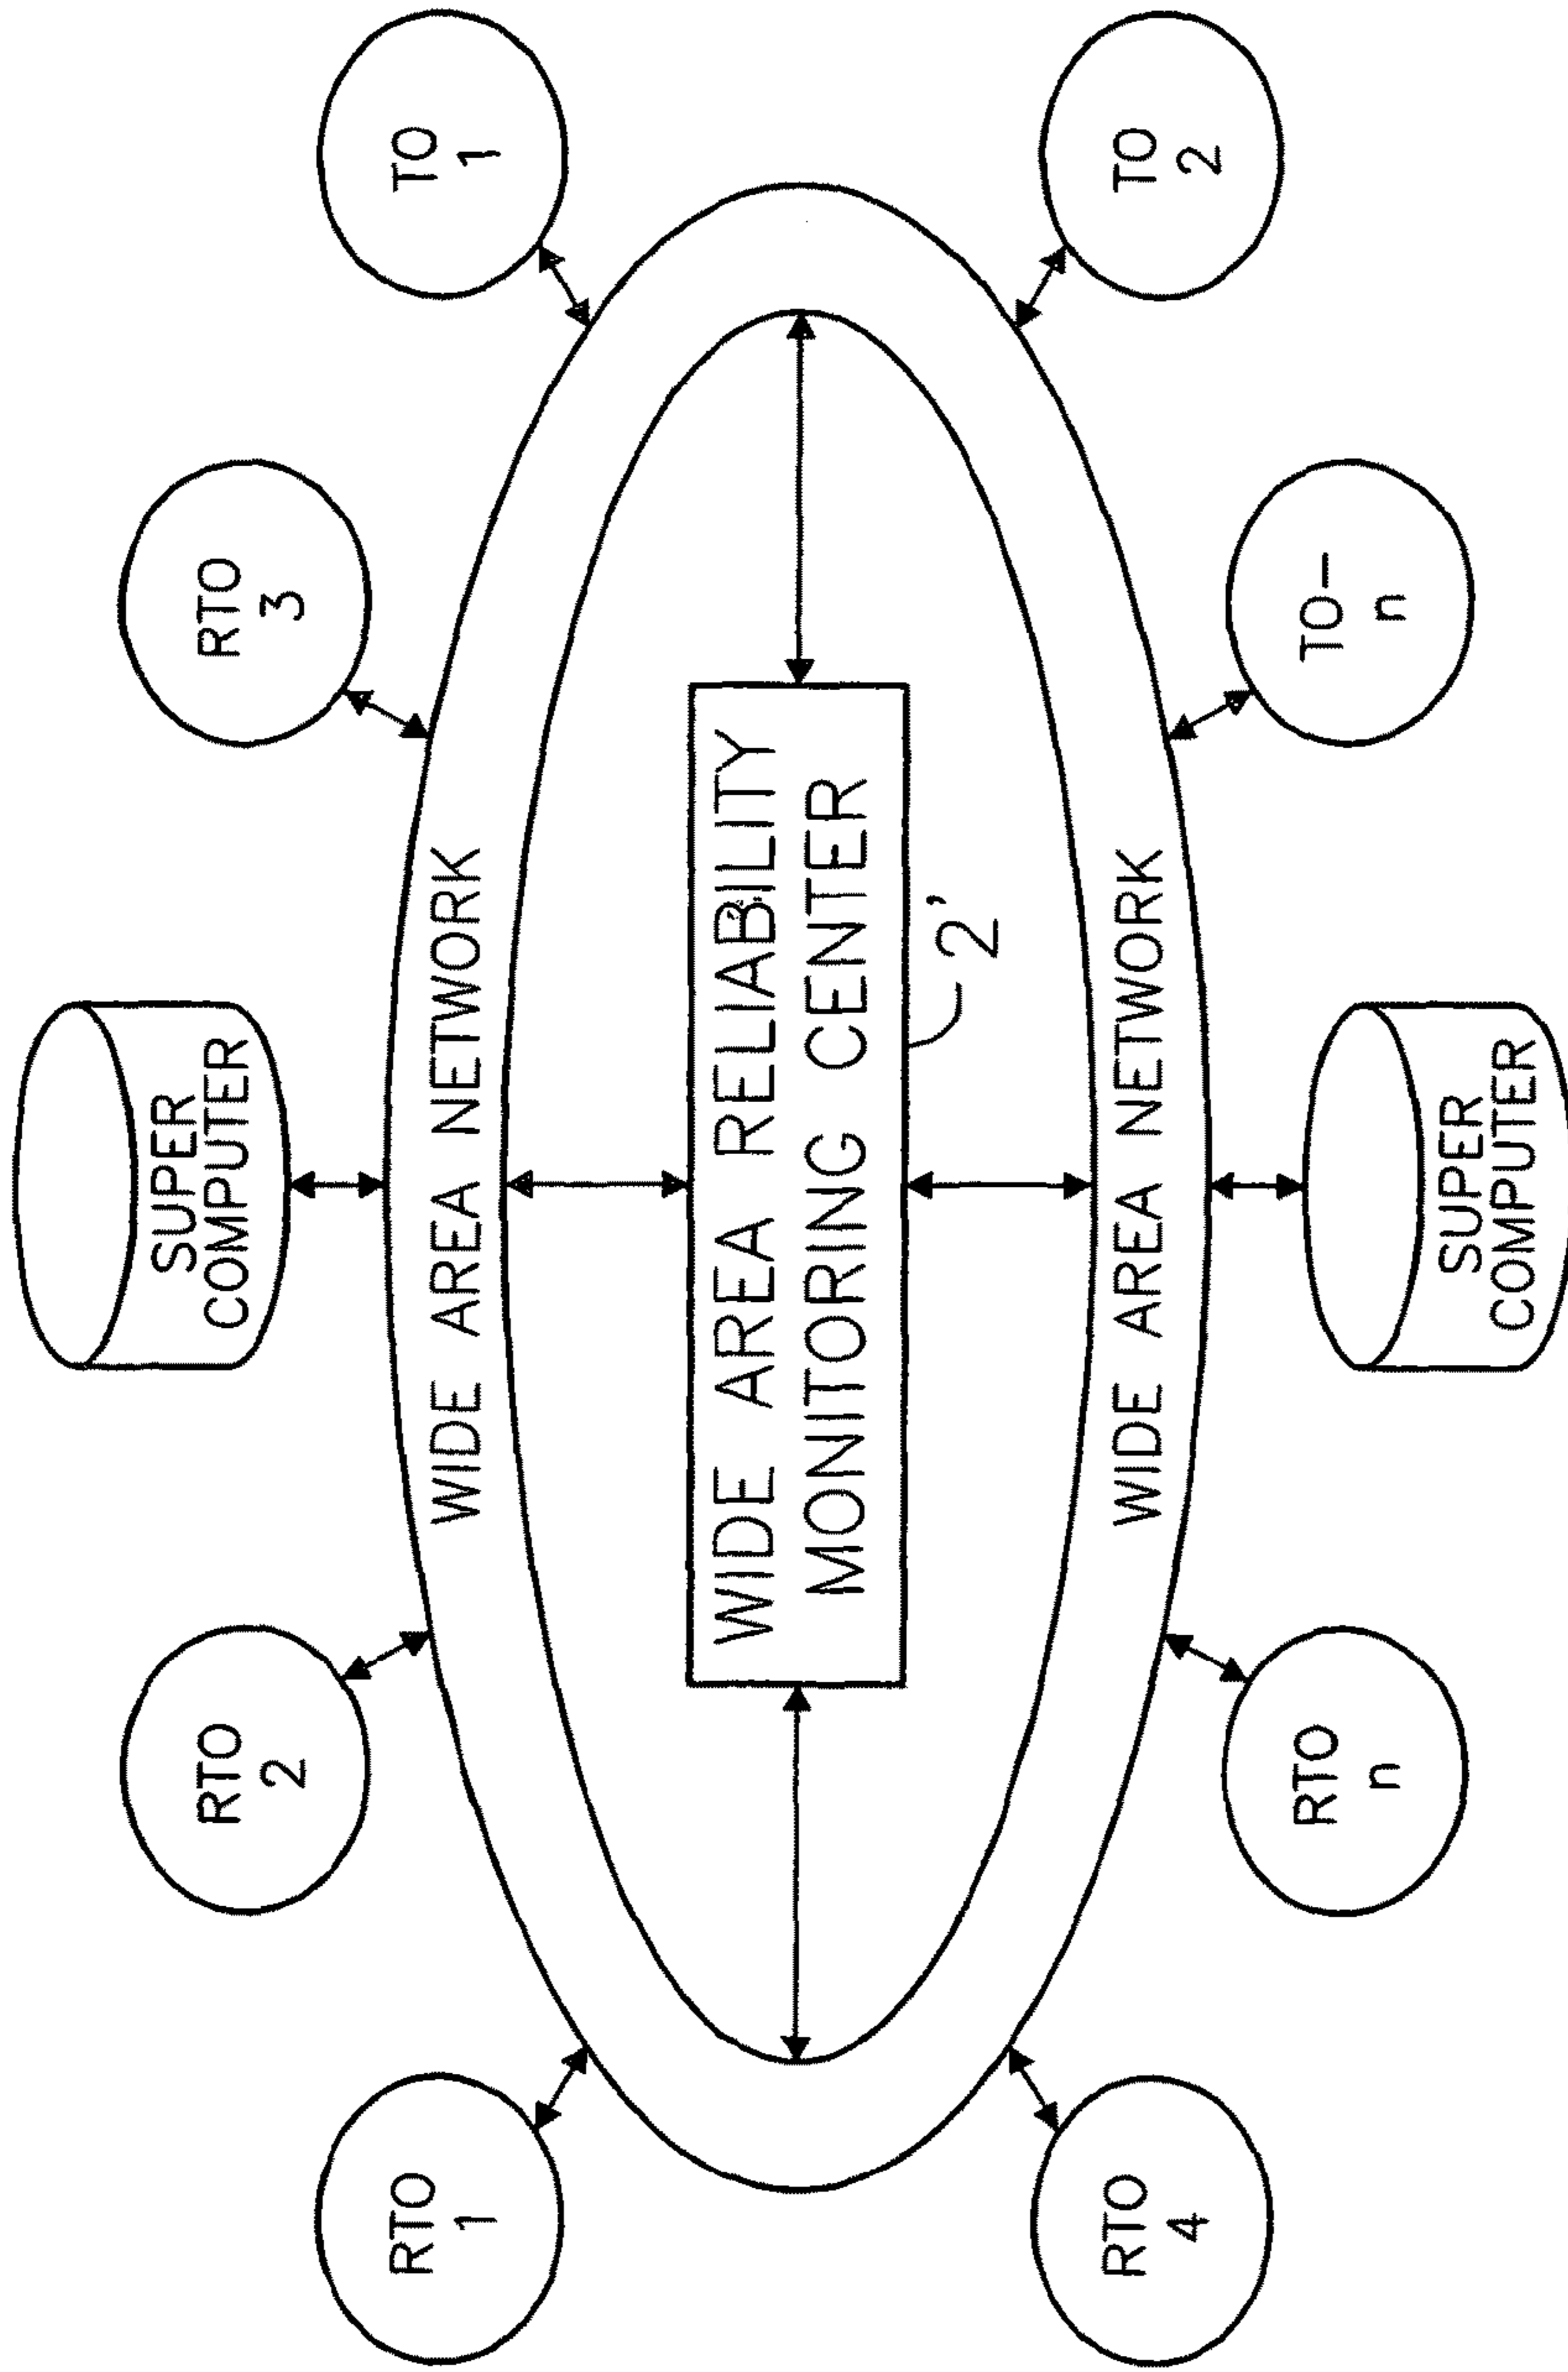 SUPER
COMPUTER
RTO
2
RTO
3
RTO
1
TO
1
WIDE AREA NETWORK
WIDE AREA RELIABILITY
MONITORING CENTER
2'
WIDE AREA NETWORK
RTO
4
TO
2
RTO
n
TO-
n
SUPER
COMPUTER